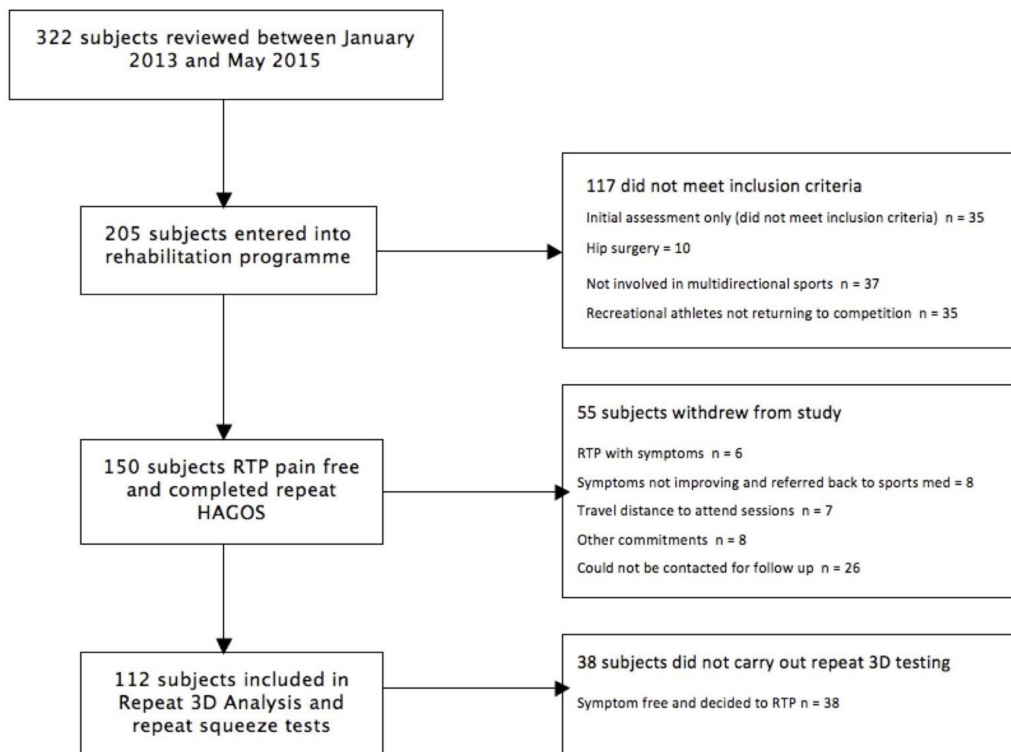 322 subjects reviewed between January
2013 and May 2015
117 did not meet inclusion criteria
Initial assessment only (did not meet inclusion criteria) n = 35
Hip surgery = 10
Not involved in multidirectional sports n = 37
Recreational athletes not returning to competition n = 35
205 subjects entered into
rehabilitation programme
55 subjects withdrew from study
RTP with symptoms n = 6
Symptoms not improving and referred back to sports med = 8
Travel distance to attend sessions n = 7
Other commitments n = 8
Could not be contacted for follow up n = 26
150 subjects RTP pain free
and completed repeat
HAGOS
38 subjects did not carry out repeat 3D testing
Symptom free and decided to RTP n = 38
112 subjects included in
Repeat 3D Analysis and
repeat squeeze tests